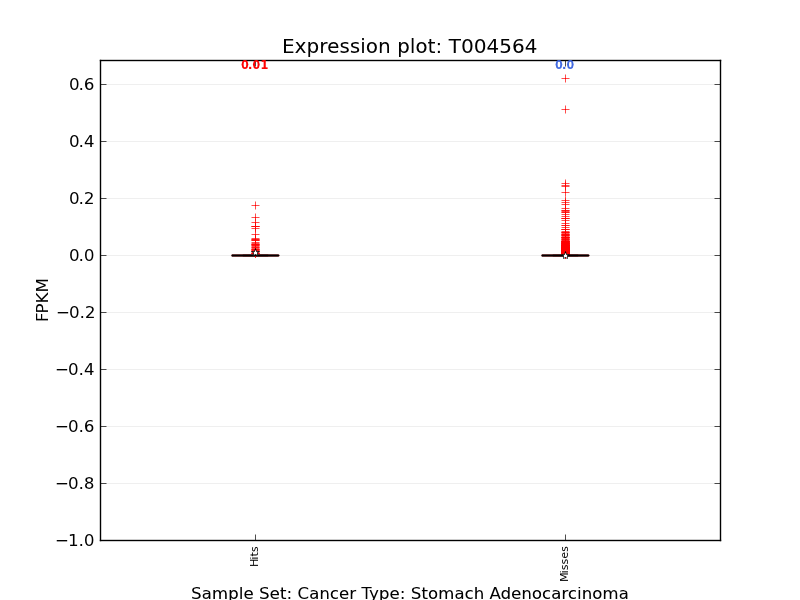 Expression plot: T004564
0.01
0.0
0.6
0.4
0.2
0.0
−0.2
−0.4
−0.6
−0.8
−1.0
FPKM
Hits
Misses
Sample Set: Cancer Type: Stomach Adenocarcinoma